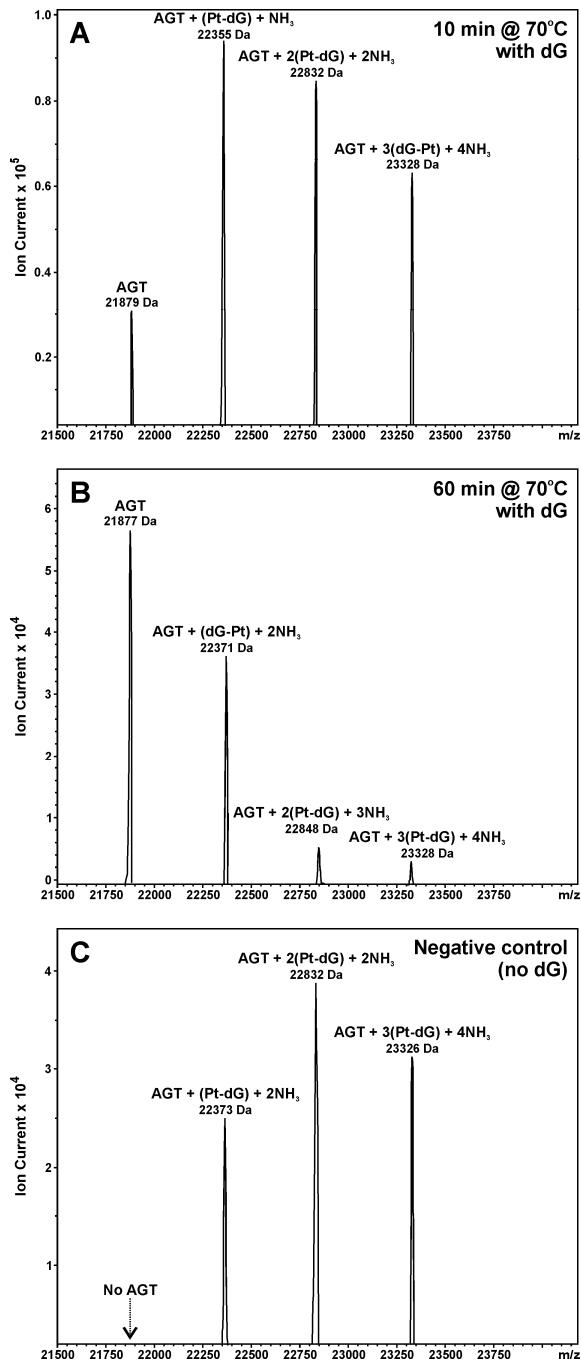 A
10 min @ 70°C
with dG
AGT + (Pt-dG) + NH₃
22355 Da
AGT + 2(Pt-dG) + 2NH₃
22832 Da
AGT + 3(dG-Pt) + 4NH₃
23328 Da
AGT
21879 Da
Ion Current x 10⁵
1.0
0.8
0.6
0.4
0.2
21500 21750 22000 22250 22500 22750 23000 23250 23500 23750 m/z
B
60 min @ 70°C
with dG
AGT
21877 Da
AGT + (dG-Pt) + 2NH₃
22371 Da
AGT + 2(Pt-dG) + 3NH₃
22848 Da
AGT + 3(Pt-dG) + 4NH₃
23328 Da
Ion Current x 10⁴
6
5
4
3
2
1
0
21500 21750 22000 22250 22500 22750 23000 23250 23500 23750 m/z
C
Negative control
(no dG)
AGT + 2(Pt-dG) + 2NH₃
22832 Da
AGT + 3(Pt-dG) + 4NH₃
23326 Da
AGT + (Pt-dG) + 2NH₃
22373 Da
No AGT
Ion Current x 10⁴
4
3
2
1
21500 21750 22000 22250 22500 22750 23000 23250 23500 23750 m/z